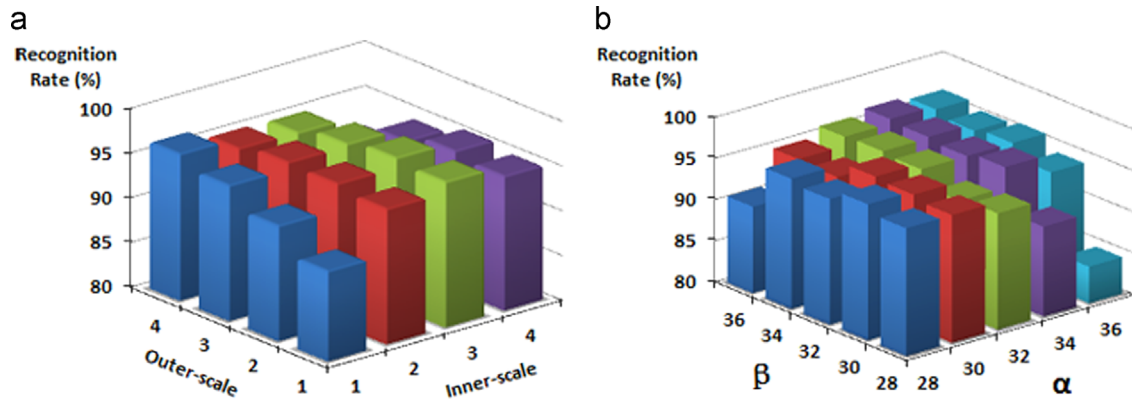 a
Recognition
Rate (%)
100
95
90
85
80
4
3
2
1
Outer-scale
1
2
3
4
Inner-scale
b
Recognition
Rate (%)
100
95
90
85
80
36
34
32
30
28
β
28
30
32
34
36
α